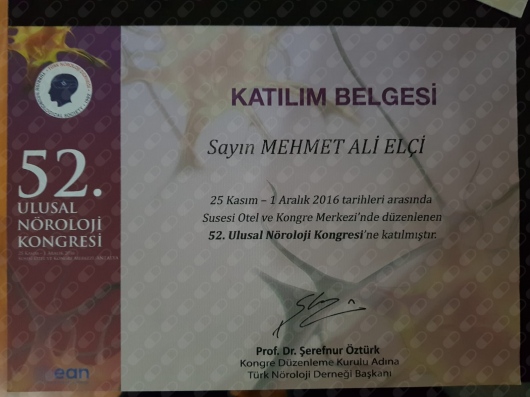 KATILIM BELGESİ
Sayın MEHMET ALİ ELÇİ
25 Kasım – 1 Aralık 2016 tarihleri arasında
Susesi Otel ve Kongre Merkezi'nde düzenlenen
52. Ulusal Nöroloji Kongresi'ne katılmıştır.
Prof. Dr. Şerefnur Öztürk
Kongre Düzenleme Kurulu Adına
Türk Nöroloji Derneği Başkanı
52.
ULUSAL
NÖROLOJİ
KONGRESİ
ean